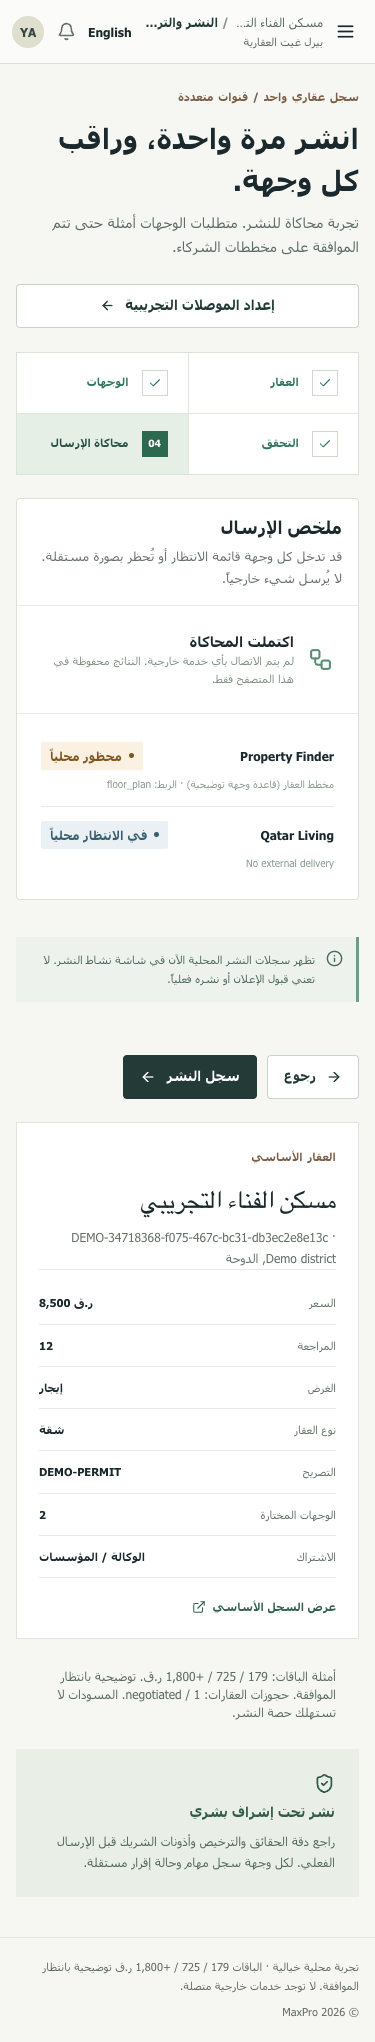 مسكن الفناء الت... / النشر والتر...
بيرل غيت العقارية
English
YA
سجل عقاري واحد / قنوات متعددة
انشر مرة واحدة، وراقب
كل وجهة.
تجربة محاكاة للنشر. متطلبات الوجهات أمثلة حتى تتم
الموافقة على مخططات الشركاء.
إعداد الموصلات التجريبية
العقار
الوجهات
التحقق
04 محاكاة الإرسال
ملخص الإرسال
قد تدخل كل وجهة قائمة الانتظار أو تُحظر بصورة مستقلة.
لا يُرسل شيء خارجياً.
اكتملت المحاكاة
لم يتم الاتصال بأي خدمة خارجية. النتائج محفوظة في
هذا المتصفح فقط.
Property Finder
محظور محلياً
مخطط العقار (قاعدة وجهة توضيحية) · الربط: floor_plan
Qatar Living
في الانتظار محلياً
No external delivery
تظهر سجلات النشر المحلية الآن في شاشة نشاط النشر. لا
تعني قبول الإعلان أو نشره فعلياً.
رجوع
سجل النشر
العقار الأساسي
مسكن الفناء التجريبي
DEMO-34718368-f075-467c-bc31-db3ec2e8e13c ·
Demo district, الدوحة
السعر
8,500 ر.ق
المراجعة
12
الغرض
إيجار
نوع العقار
شقة
التصريح
DEMO-PERMIT
الوجهات المختارة
2
الاشتراك
الوكالة / المؤسسات
عرض السجل الأساسي
أمثلة الباقات: 179 / 725 / +1,800 ر.ق. توضيحية بانتظار
الموافقة. حجوزات العقارات: 1 / negotiated. المسودات لا
تستهلك حصة النشر.
نشر تحت إشراف بشري
راجع دقة الحقائق والترخيص وأذونات الشريك قبل الإرسال
الفعلي. لكل وجهة سجل مهام وحالة إقرار مستقلة.
تجربة محلية خيالية · الباقات 179 / 725 / +1,800 ر.ق توضيحية بانتظار
الموافقة. لا توجد خدمات خارجية متصلة.
© 2026 MaxPro